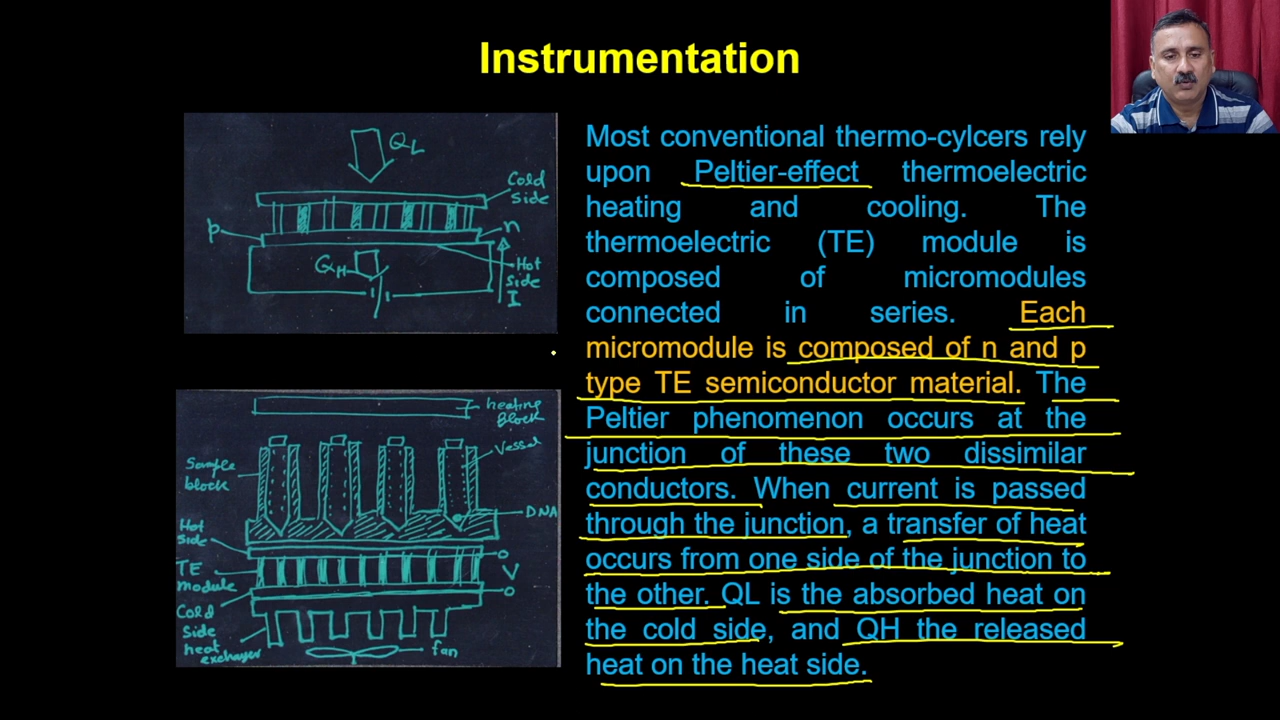 Instrumentation
QL
Cold
side
p
n
QH
Hot
side
I
heating
block
Vessel
Sample
block
DNA
Hot
side
TE
module
V
Cold
Side
heat
exchanger
fan
Most conventional thermo-cylcers rely
upon Peltier-effect thermoelectric
heating and cooling. The
thermoelectric (TE) module is
composed of micromodules
connected in series. Each
micromodule is composed of n and p
type TE semiconductor material. The
Peltier phenomenon occurs at the
junction of these two dissimilar
conductors. When current is passed
through the junction, a transfer of heat
occurs from one side of the junction to
the other. QL is the absorbed heat on
the cold side, and QH the released
heat on the heat side.